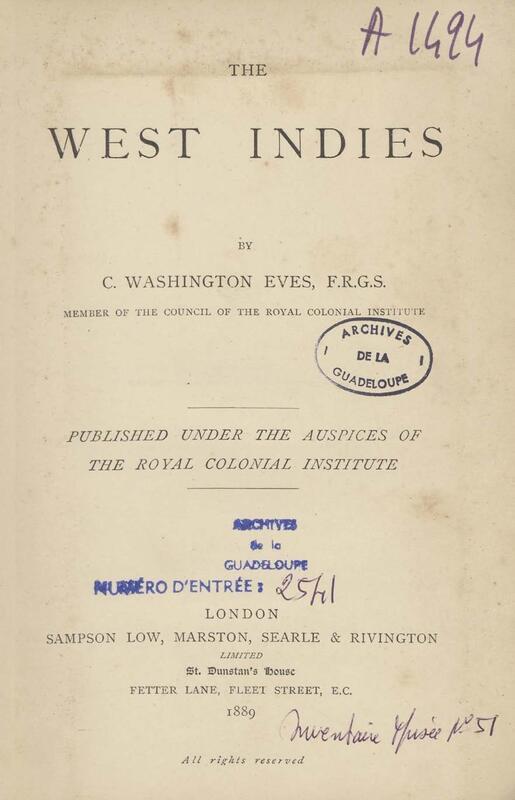 A 1494
THE
WEST INDIES
BY
C. WASHINGTON EVES, F.R.G.S.
MEMBER OF THE COUNCIL OF THE ROYAL COLONIAL INSTITUTE
ARCHIVES
DE LA
GUADELOUPE
PUBLISHED UNDER THE AUSPICES OF
THE ROYAL COLONIAL INSTITUTE
ARCHIVES
de la
GUADELOUPE
NUMÉRO D'ENTRÉE : 2541
LONDON
SAMPSON LOW, MARSTON, SEARLE & RIVINGTON
LIMITED
St. Dunstan's House
FETTER LANE, FLEET STREET, E.C.
1889
Inventaire Musée No 51
All rights reserved